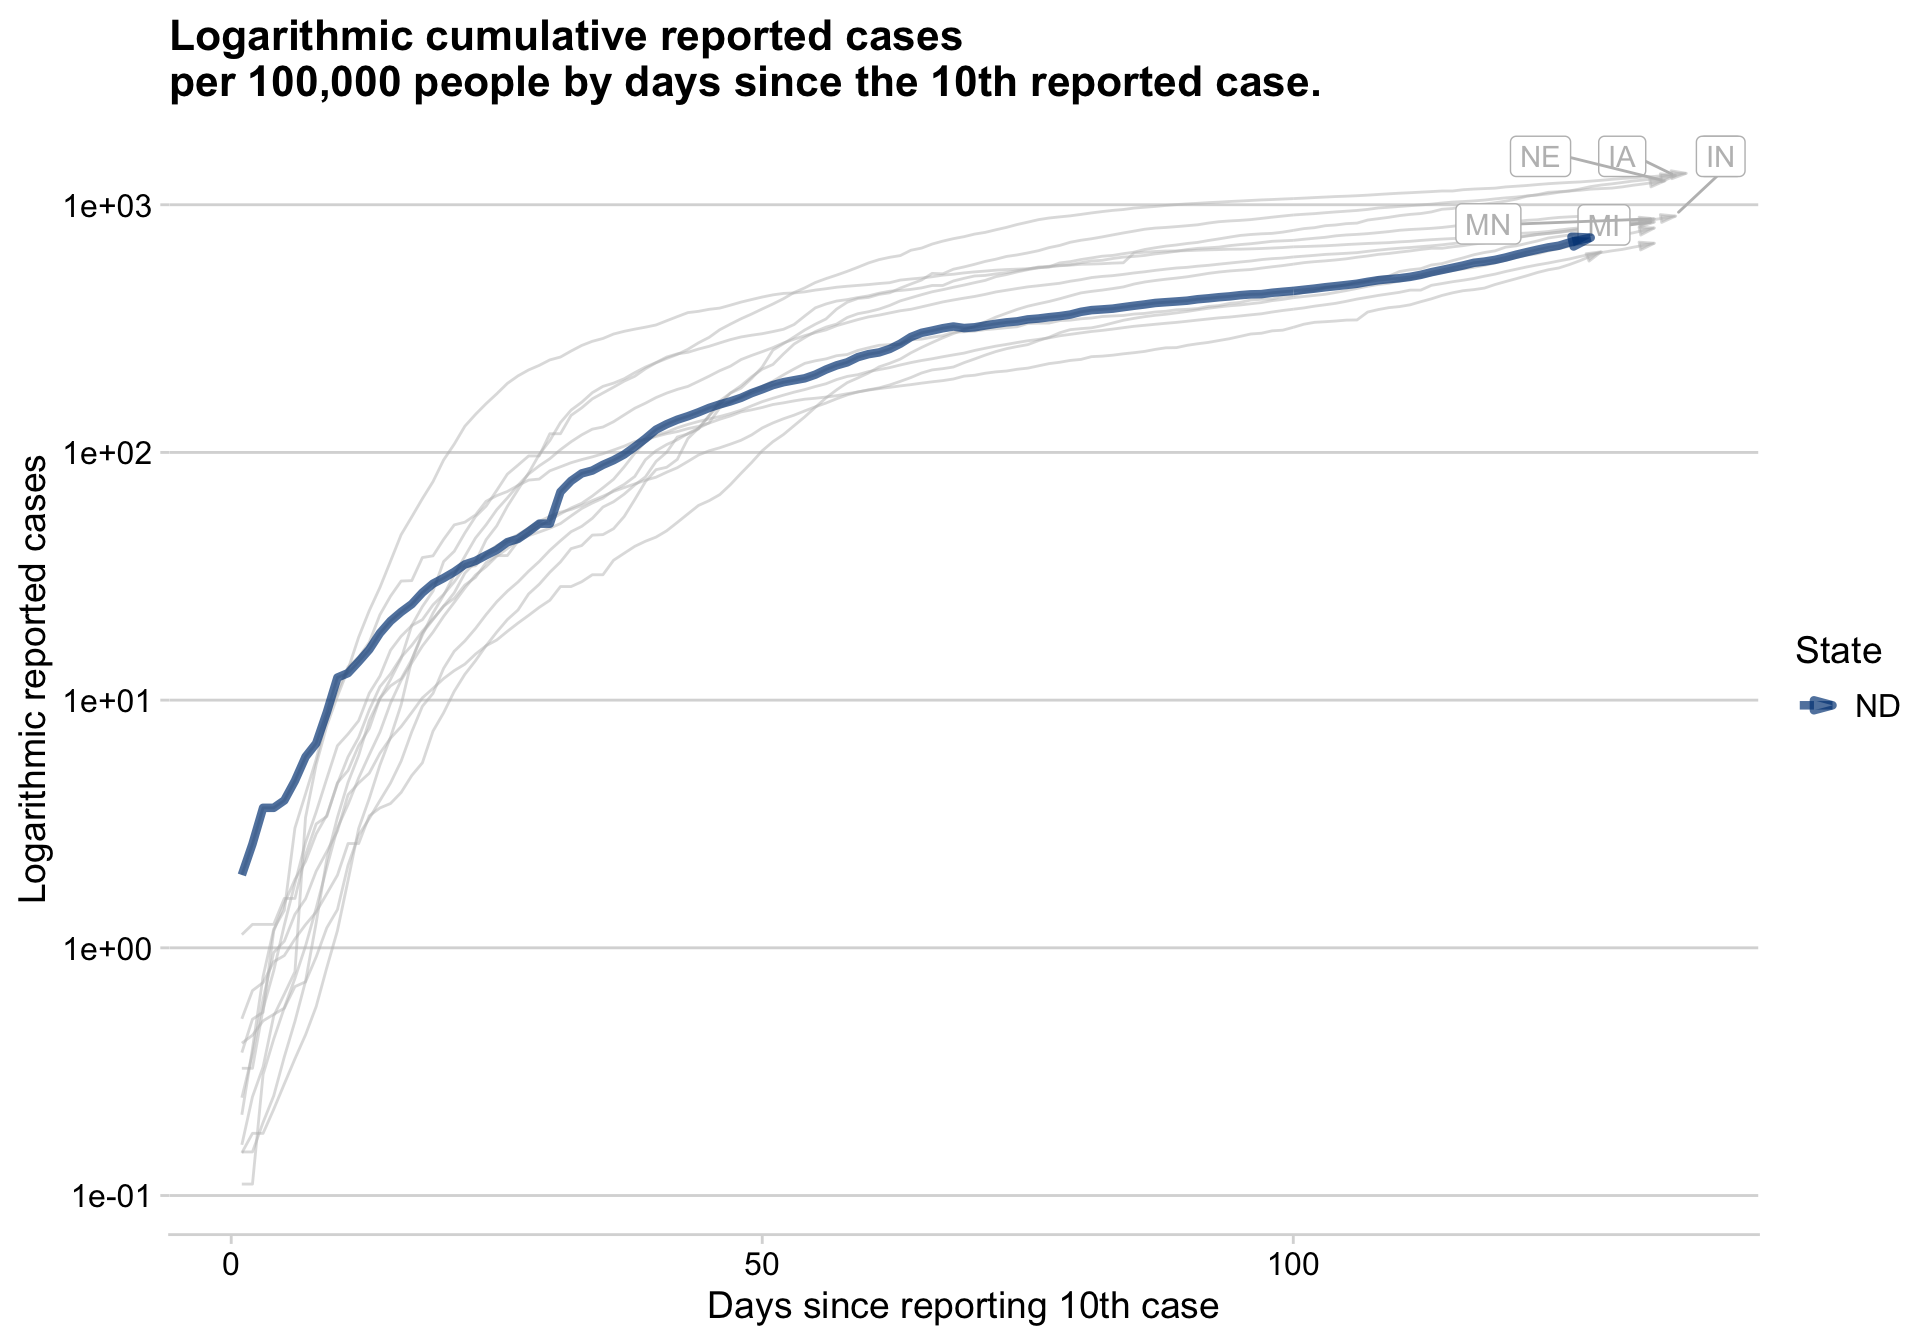 Logarithmic cumulative reported cases
per 100,000 people by days since the 10th reported case.
NE
IA
IN
MN
MI
1e+03
1e+02
1e+01
1e+00
1e-01
Logarithmic reported cases
0
50
100
Days since reporting 10th case
State
ND